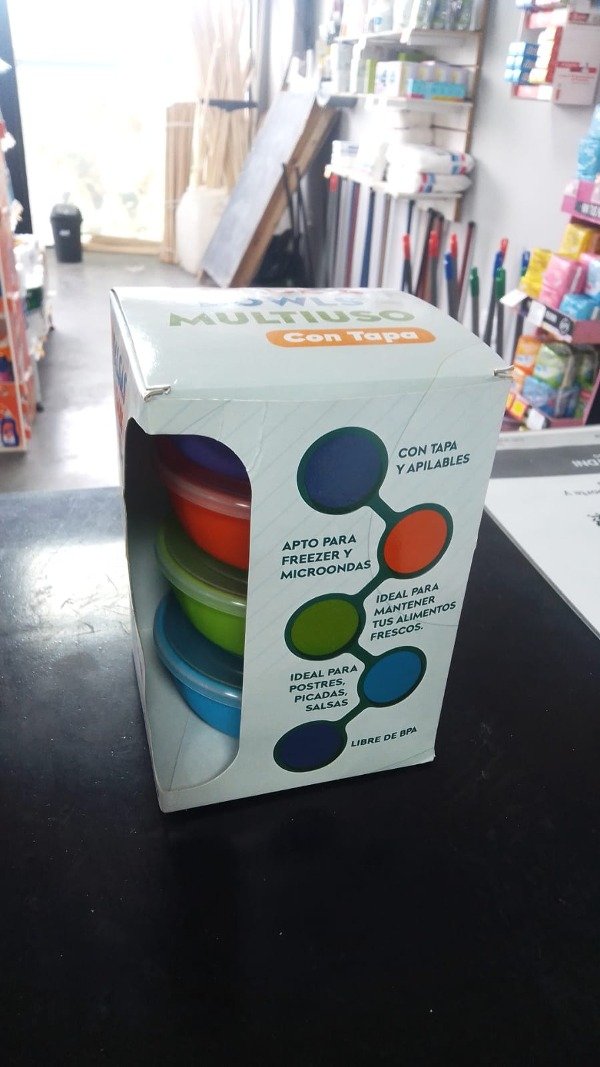 BOWLS
MULTIUSO
Con Tapa
CON TAPA
Y APILABLES
APTO PARA
FREEZER Y
MICROONDAS
IDEAL PARA
MANTENER
TUS ALIMENTOS
FRESCOS.
IDEAL PARA
POSTRES,
PICADAS,
SALSAS
LIBRE DE BPA